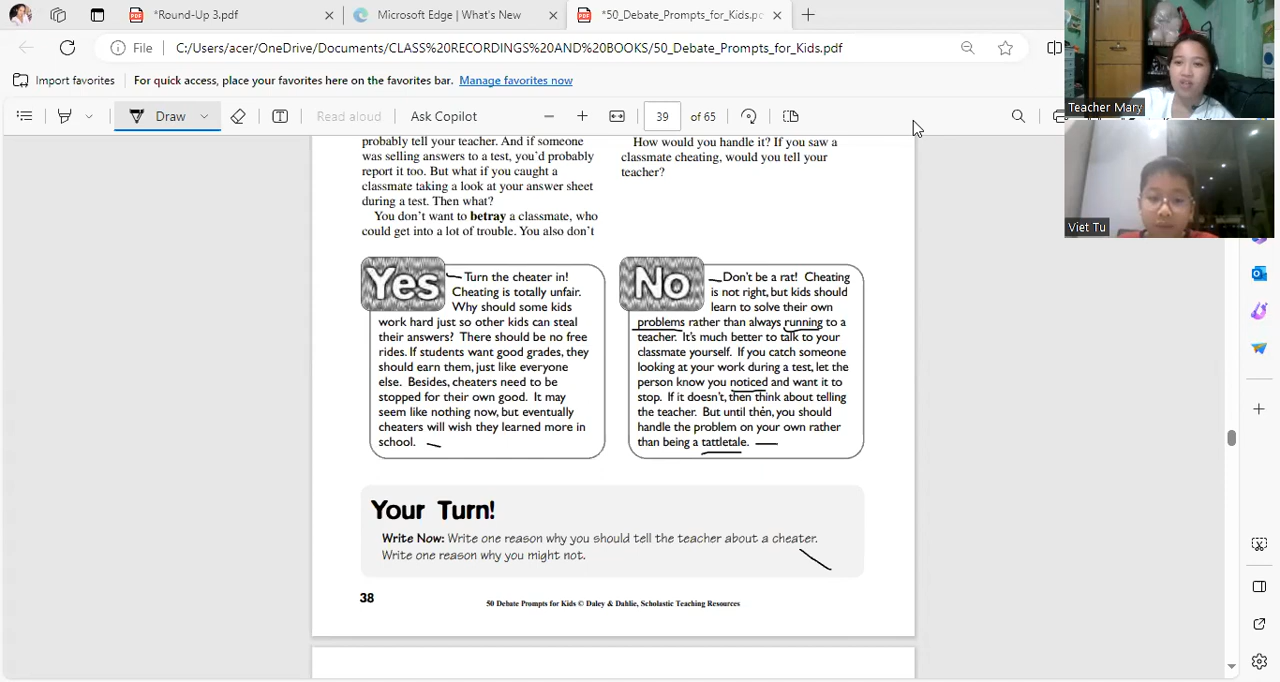 *Round-Up 3.pdf
Microsoft Edge | What's New
*50_Debate_Prompts_for_Kids.pc
File
C:/Users/acer/OneDrive/Documents/CLASS%20RECORDINGS%20AND%20BOOKS/50_Debate_Prompts_for_Kids.pdf
Import favorites
For quick access, place your favorites here on the favorites bar. Manage favorites now
Draw
Read aloud
Ask Copilot
39 of 65
Teacher Mary
Viet Tu
probably tell your teacher. And if someone
was selling answers to a test, you'd probably
report it too. But what if you caught a
classmate taking a look at your answer sheet
during a test. Then what?
You don't want to betray a classmate, who
could get into a lot of trouble. You also don't
How would you handle it? If you saw a
classmate cheating, would you tell your
teacher?
Yes
Turn the cheater in!
Cheating is totally unfair.
Why should some kids
work hard just so other kids can steal
their answers? There should be no free
rides. If students want good grades, they
should earn them, just like everyone
else. Besides, cheaters need to be
stopped for their own good. It may
seem like nothing now, but eventually
cheaters will wish they learned more in
school.
No
Don't be a rat! Cheating
is not right, but kids should
learn to solve their own
problems rather than always running to a
teacher. It's much better to talk to your
classmate yourself. If you catch someone
looking at your work during a test, let the
person know you noticed and want it to
stop. If it doesn't, then think about telling
the teacher. But until then, you should
handle the problem on your own rather
than being a tattletale.
Your Turn!
Write Now: Write one reason why you should tell the teacher about a cheater.
Write one reason why you might not.
38
50 Debate Prompts for Kids © Daley & Dahlie, Scholastic Teaching Resources